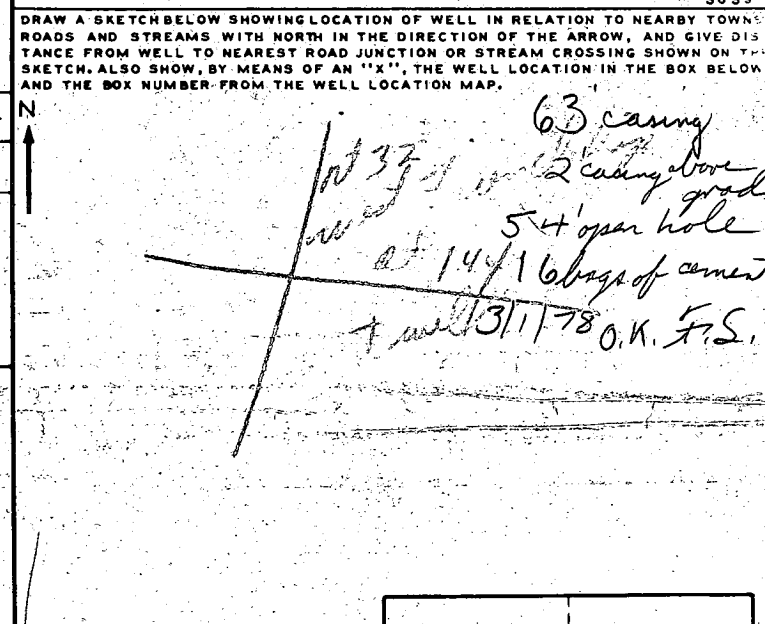 DRAW A SKETCH BELOW SHOWING LOCATION OF WELL IN RELATION TO NEARBY TOWNS
ROADS AND STREAMS WITH NORTH IN THE DIRECTION OF THE ARROW, AND GIVE DIS
TANCE FROM WELL TO NEAREST ROAD JUNCTION OR STREAM CROSSING SHOWN ON THE
SKETCH. ALSO SHOW, BY MEANS OF AN "X", THE WELL LOCATION IN THE BOX BELOW
AND THE BOX NUMBER FROM THE WELL LOCATION MAP.
N
63' casing
2' casing above
grad
54' open hole
at 144
16 bags of cement
3/1/78 O.K. F.S.